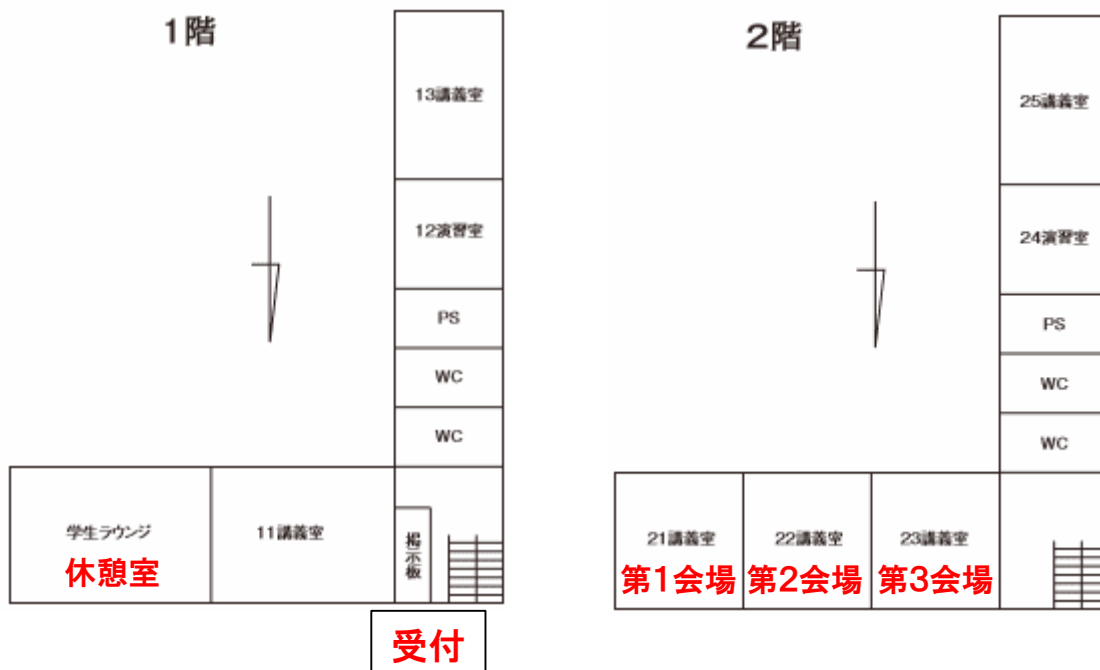 1階
13講義室
12演習室
PS
WC
WC
学生ラウンジ
休憩室
11講義室
掲示板
受付
2階
25講義室
24演習室
PS
WC
WC
21講義室
第1会場
22講義室
第2会場
23講義室
第3会場